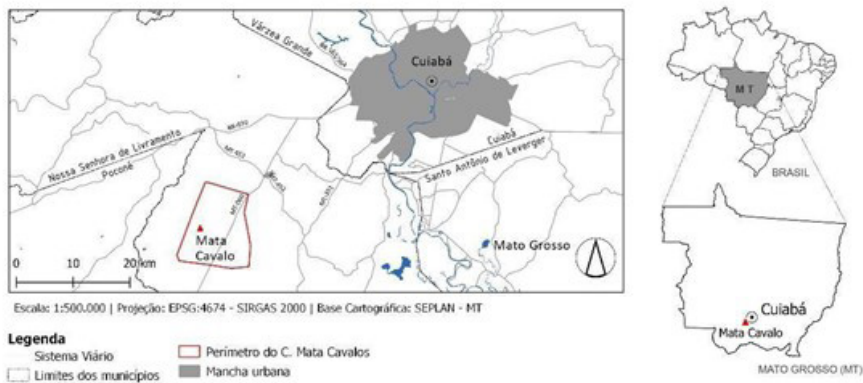 Várzea Grande
Cuiabá
Cuiabá
Santo Antônio de Leverger
Nossa Senhora de Livramento
Poconé
Mata
Cavalo
Mato Grosso
0 10 20 km
Escala: 1:500.000 | Projeção: EPSG:4674 - SIRGAS 2000 | Base Cartográfica: SEPLAN - MT
Legenda
Sistema Viário
Limites dos municípios
Perímetro do C. Mata Cavalos
Mancha urbana
M T
BRASIL
Cuiabá
Mata Cavalo
MATO GROSSO (MT)